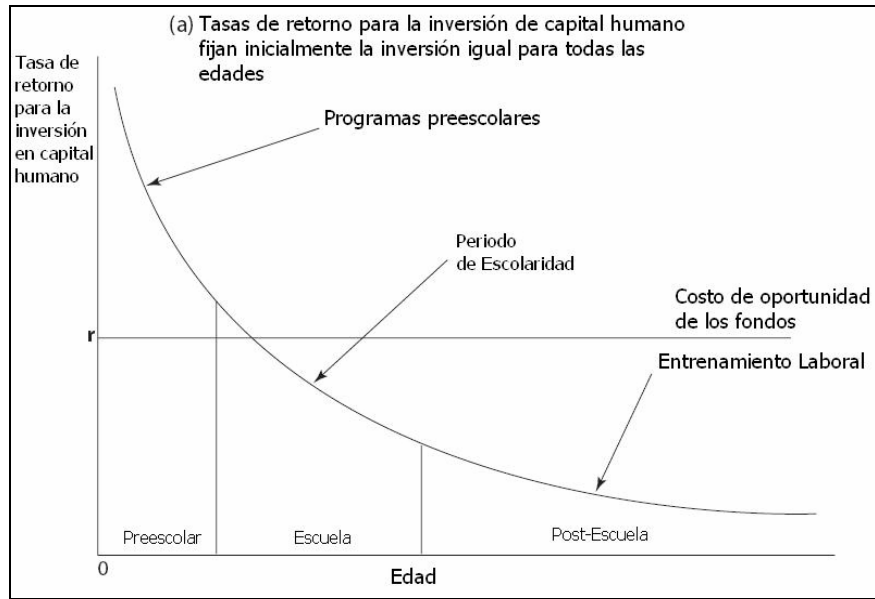 (a) Tasas de retorno para la inversión de capital humano
fijan inicialmente la inversión igual para todas las
edades
Tasa de
retorno
para la
inversión
en capital
humano
Programas preescolares
Periodo
de Escolaridad
Costo de oportunidad
de los fondos
r
Entrenamiento Laboral
Preescolar
Escuela
Post-Escuela
0
Edad